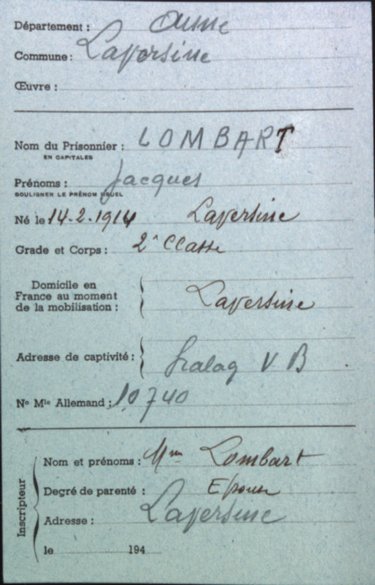 Département : Aisne
Commune : Laversine
Œuvre :
Nom du Prisonnier : LOMBART
EN CAPITALES
Prénoms : Jacques
SOULIGNER LE PRÉNOM USUEL
Né le 14-2-1914 Laversine
Grade et Corps : 2e Classe
Domicile en
France au moment
de la mobilisation : Laversine
Adresse de captivité : Stalag V B
No Mle Allemand : 10740
Inscripteur
Nom et prénoms : Mme Lombart
Degré de parenté : Epouse
Adresse : Laversine
le 194